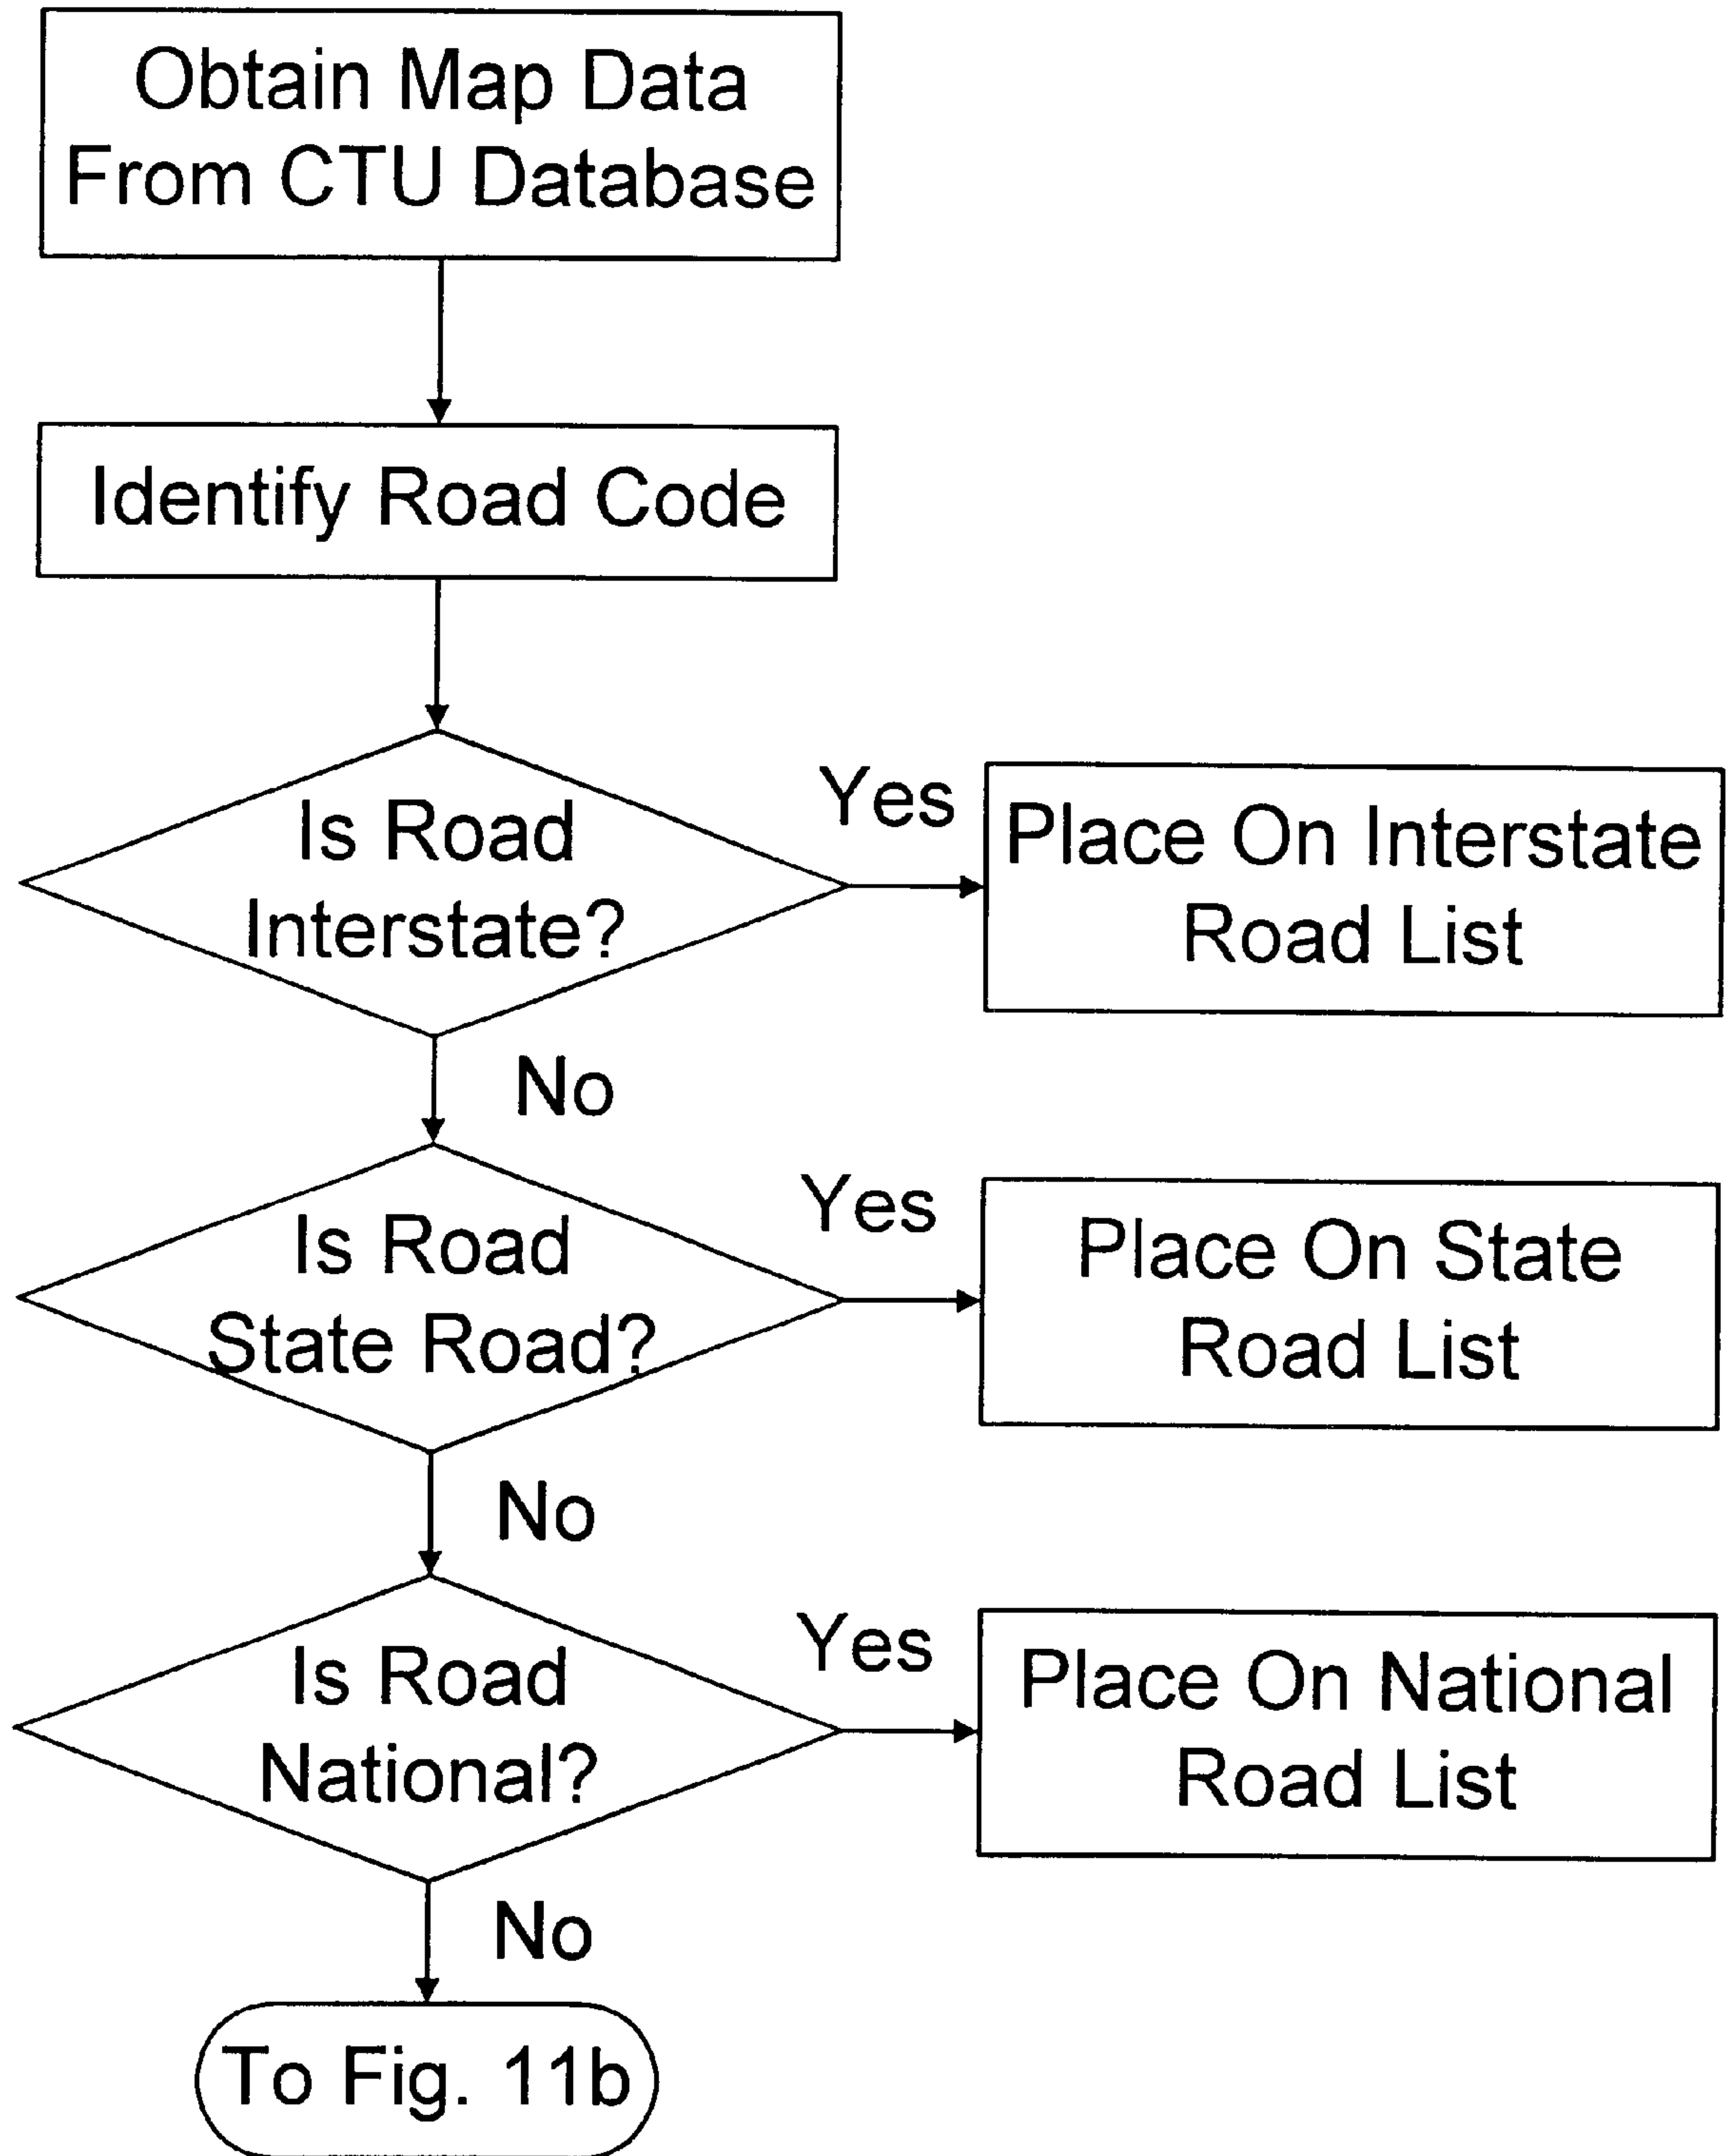 Obtain Map Data
From CTU Database
Identify Road Code
Is Road
Interstate?
Yes
Place On Interstate
Road List
No
Is Road
State Road?
Yes
Place On State
Road List
No
Is Road
National?
Yes
Place On National
Road List
No
To Fig. 11b